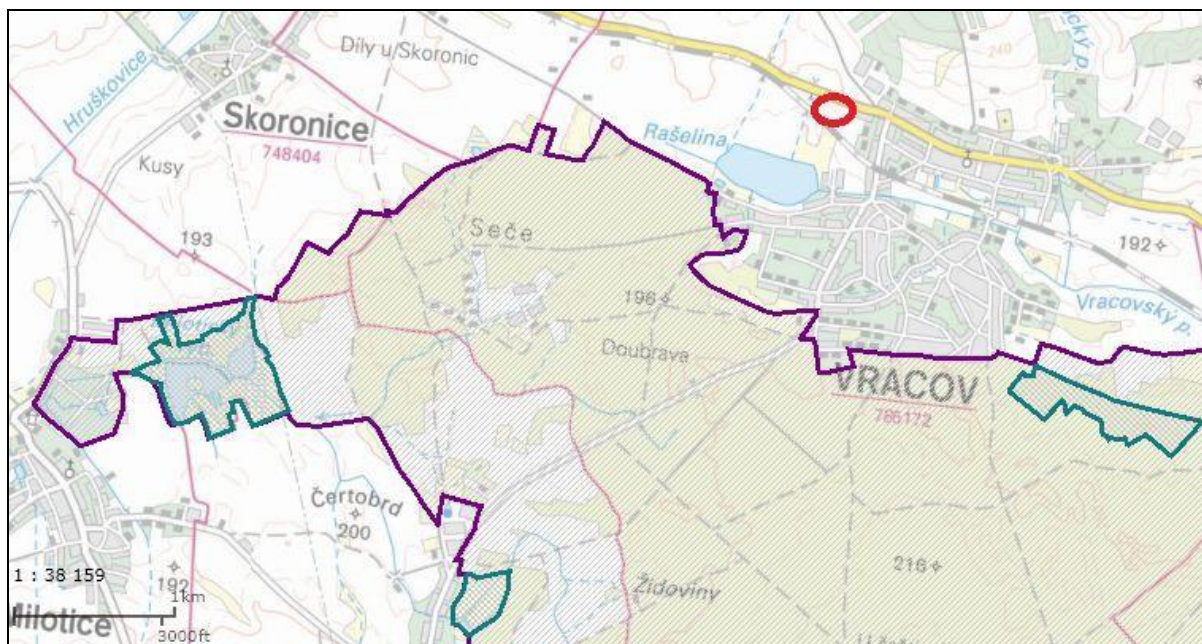 Díly u/Skoronic
240
Hruškovice
Skoronice
748404
Rašelina
Kusy
193
Seče
192
196
Vracovský p.
Doubrava
VRACOV
786172
Čertobrd
200
216
1 : 38 159
192
Židoviny
1km
Milotice
3000ft